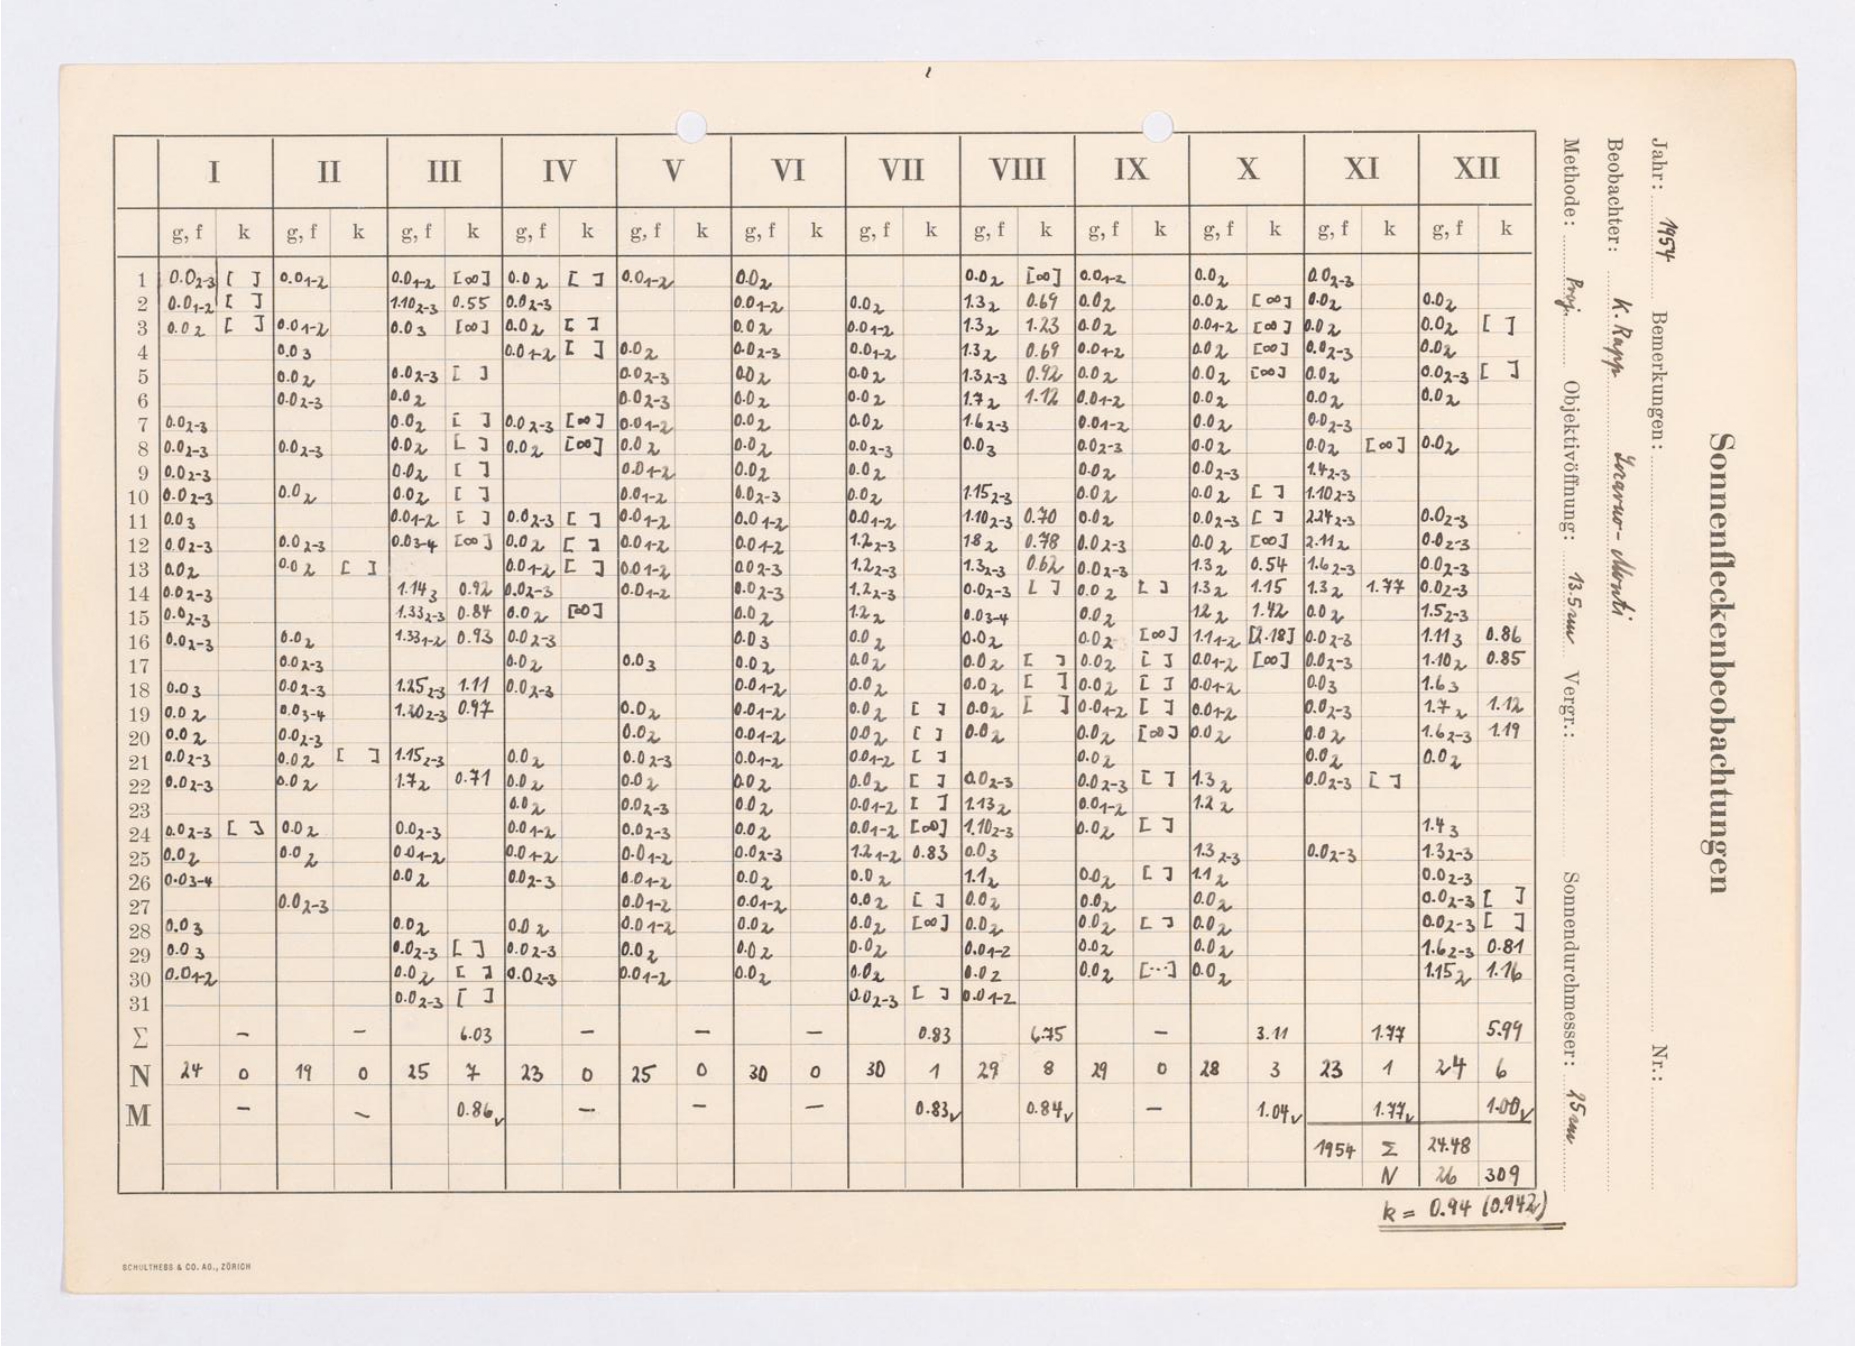 I II III IV V VI VII VIII IX X XI XII
g, f k g, f k g, f k g, f k g, f k g, f k g, f k g, f k g, f k g, f k g, f k g, f k
1 0.02-3 [ ] 0.01-2 0.01-2 [∞] 0.02 [ ] 0.01-2 0.02 0.02 [∞] 0.01-2 0.02 0.02-3
2 0.01-2 [ ] 1.102-3 0.55 0.02-3 0.01-2 0.02 1.32 0.69 0.02 0.02 [∞] 0.02 0.02
3 0.02 [ ] 0.01-2 0.03 [∞] 0.02 [ ] 0.02 0.01-2 1.32 1.23 0.02 0.01-2 [∞] 0.02 0.02 [ ]
4 0.03 0.01-2 [ ] 0.02 0.02-3 0.01-2 1.32 0.69 0.01-2 0.02 [∞] 0.02-3 0.02
5 0.02 0.02-3 [ ] 0.02-3 0.02 0.02 1.32-3 0.92 0.02 0.02 [∞] 0.02 0.02-3 [ ]
6 0.02-3 0.02 0.02-3 0.02 0.02 1.72 1.12 0.01-2 0.02 0.02 0.02
7 0.02-3 0.02 [ ] 0.02-3 [∞] 0.01-2 0.02 0.02 1.62-3 0.01-2 0.02 0.02-3
8 0.02-3 0.02-3 0.02 [ ] 0.02 [∞] 0.02 0.02 0.02-3 0.03 0.02-3 0.02 0.02 [∞] 0.02
9 0.02-3 0.02 [ ] 0.01-2 0.02 0.02 0.02 0.02-3 1.42-3
10 0.02-3 0.02 0.02 [ ] 0.01-2 0.02-3 0.02 1.152-3 0.02 0.02 [ ] 1.102-3
11 0.03 0.01-2 [ ] 0.02-3 [ ] 0.01-2 0.01-2 0.01-2 1.102-3 0.70 0.02 0.02-3 [ ] 2.242-3 0.02-3
12 0.02-3 0.02-3 0.03-4 [∞] 0.02 [ ] 0.01-2 0.01-2 1.22-3 1.82 0.78 0.02-3 0.02 [∞] 2.112 0.02-3
13 0.02 0.02 [ ] 0.01-2 [ ] 0.01-2 0.02-3 1.22-3 1.32-3 0.62 0.02-3 1.32 0.54 1.62-3 0.02-3
14 0.02-3 1.143 0.92 0.02-3 0.01-2 0.02-3 1.22-3 0.02-3 [ ] 0.02 [ ] 1.32 1.15 1.32 1.77 0.02-3
15 0.02-3 1.332-3 0.84 0.02 [∞] 0.02 1.22 0.03-4 0.02 1.22 1.42 0.02 1.52-3
16 0.02-3 0.02 1.331-2 0.93 0.02-3 0.03 0.02 0.02 0.02 [∞] 1.11-2 [2.18] 0.02-3 1.113 0.86
17 0.02-3 0.02 0.03 0.02 0.02 0.02 [ ] 0.02 [ ] 0.01-2 [∞] 0.02-3 1.102 0.85
18 0.03 0.02-3 1.252-3 1.11 0.02-3 0.01-2 0.02 0.02 [ ] 0.02 [ ] 0.01-2 0.03 1.63
19 0.02 0.03-4 1.202-3 0.97 0.02 0.01-2 0.02 [ ] 0.02 [ ] 0.01-2 [ ] 0.01-2 0.02-3 1.72 1.12
20 0.02 0.02-3 0.02 0.01-2 0.02 [ ] 0.02 0.02 [∞] 0.02 0.02 1.62-3 1.19
21 0.02-3 0.02 [ ] 1.152-3 0.02 0.02-3 0.01-2 0.01-2 [ ] 0.02 0.02 0.02
22 0.02-3 0.02 1.72 0.71 0.02 0.02 0.02 0.02 [ ] 0.02-3 0.02-3 [ ] 1.32 0.02-3 [ ]
23 0.02 0.02-3 0.02 0.01-2 [ ] 1.132 0.01-2 1.22
24 0.02-3 [ ] 0.02 0.02-3 0.01-2 0.02-3 0.02 0.01-2 [∞] 1.102-3 0.02 [ ] 1.43
25 0.02 0.02 0.01-2 0.01-2 0.01-2 0.02-3 1.21-2 0.83 0.03 1.32-3 0.02-3 1.32-3
26 0.03-4 0.02 0.02-3 0.01-2 0.02 0.02 1.12 0.02 [ ] 1.12 0.02-3
27 0.02-3 0.01-2 0.01-2 0.02 [ ] 0.02 0.02 0.02 0.02-3 [ ]
28 0.03 0.02 0.02 0.01-2 0.02 0.02 [∞] 0.02 0.02 [ ] 0.02 0.02-3 [ ]
29 0.03 0.02-3 [ ] 0.02-3 0.02 0.02 0.02 0.01-2 0.02 0.02 1.62-3 0.81
30 0.01-2 0.02 [ ] 0.02-3 0.01-2 0.02 0.02 0.02 0.02 [...] 0.02 1.152 1.16
31 0.02-3 [ ] 0.02-3 [ ] 0.01-2
Σ – – 6.03 – – – 0.83 6.75 – 3.11 1.77 5.99
N 24 0 19 0 25 7 23 0 25 0 30 0 30 1 29 8 29 0 28 3 23 1 24 6
M – – 0.86 – – – 0.83 0.84 – 1.04 1.77 1.00
1954 Σ 24.48
N 26 309
k = 0.94 (0.942)
SCHULTHESS & CO. AG., ZÜRICH
Sonnenfleckenbeobachtungen
Jahr: 1954 Bemerkungen: Nr.:
Beobachter: K. Rapp Locarno-Monti
Methode: Proj. Objektivöffnung: 13.5 cm Vergr.: Sonnendurchmesser: 25 cm